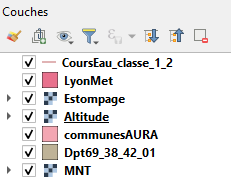 Couches
CoursEau_classe_1_2
LyonMet
Estompage
Altitude
communesAURA
Dpt69_38_42_01
MNT